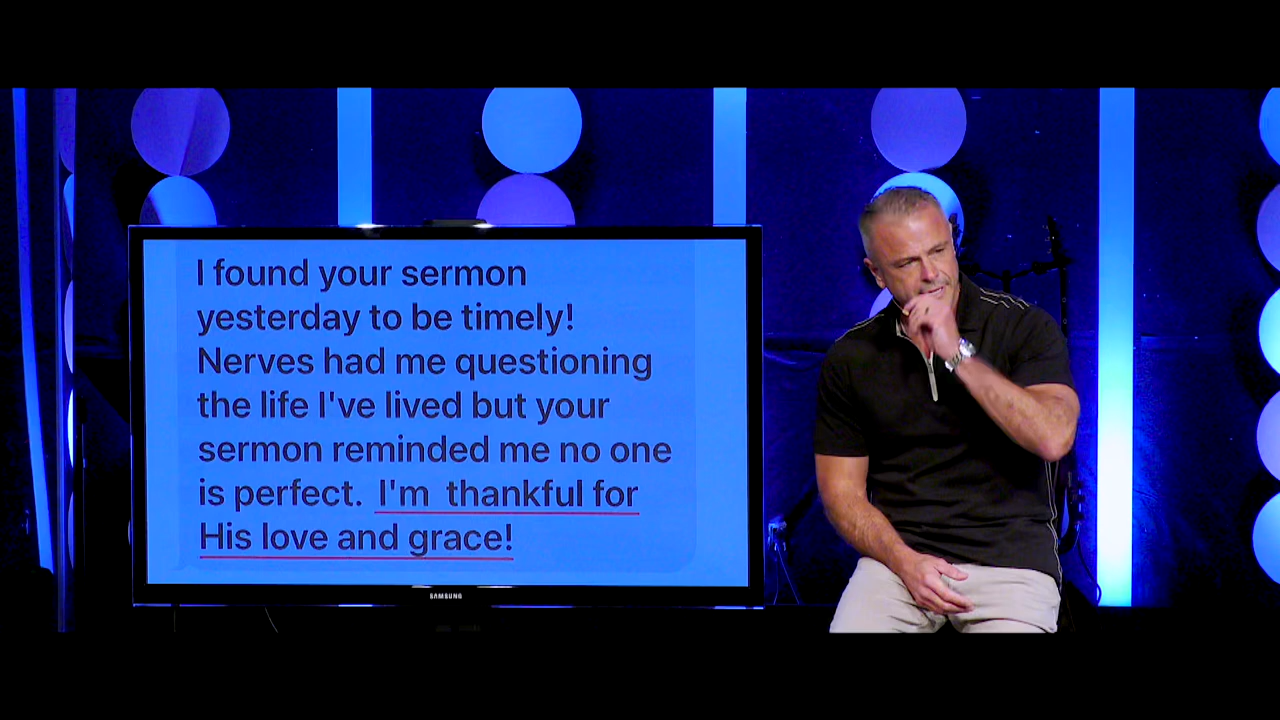 I found your sermon
yesterday to be timely!
Nerves had me questioning
the life I've lived but your
sermon reminded me no one
is perfect. I'm thankful for
His love and grace!
SAMSUNG